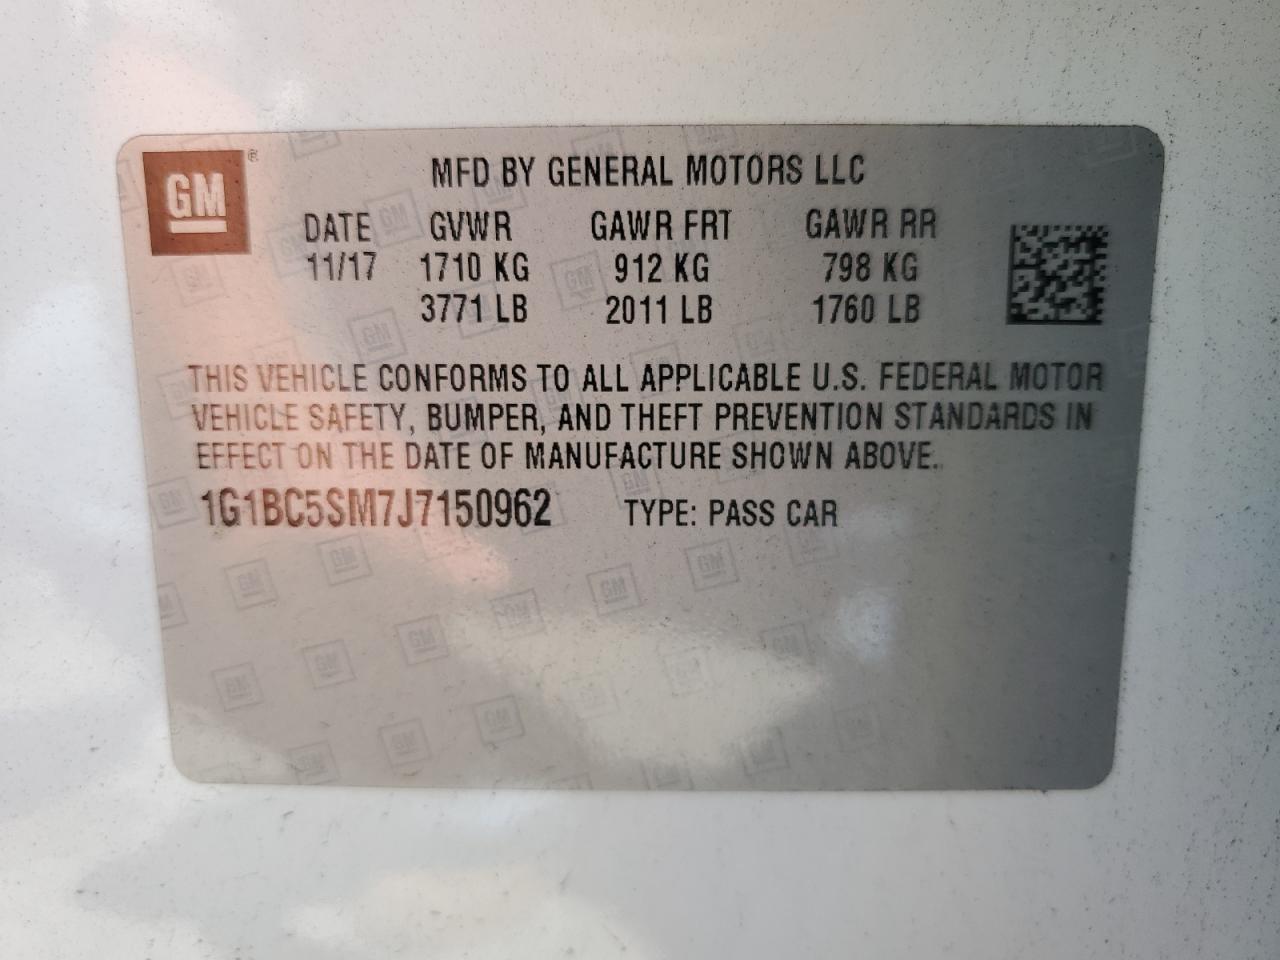 GM ®
MFD BY GENERAL MOTORS LLC
DATE GVWR GAWR FRT GAWR RR
11/17 1710 KG 912 KG 798 KG
3771 LB 2011 LB 1760 LB
THIS VEHICLE CONFORMS TO ALL APPLICABLE U.S. FEDERAL MOTOR
VEHICLE SAFETY, BUMPER, AND THEFT PREVENTION STANDARDS IN
EFFECT ON THE DATE OF MANUFACTURE SHOWN ABOVE.
1G1BC5SM7J7150962 TYPE: PASS CAR